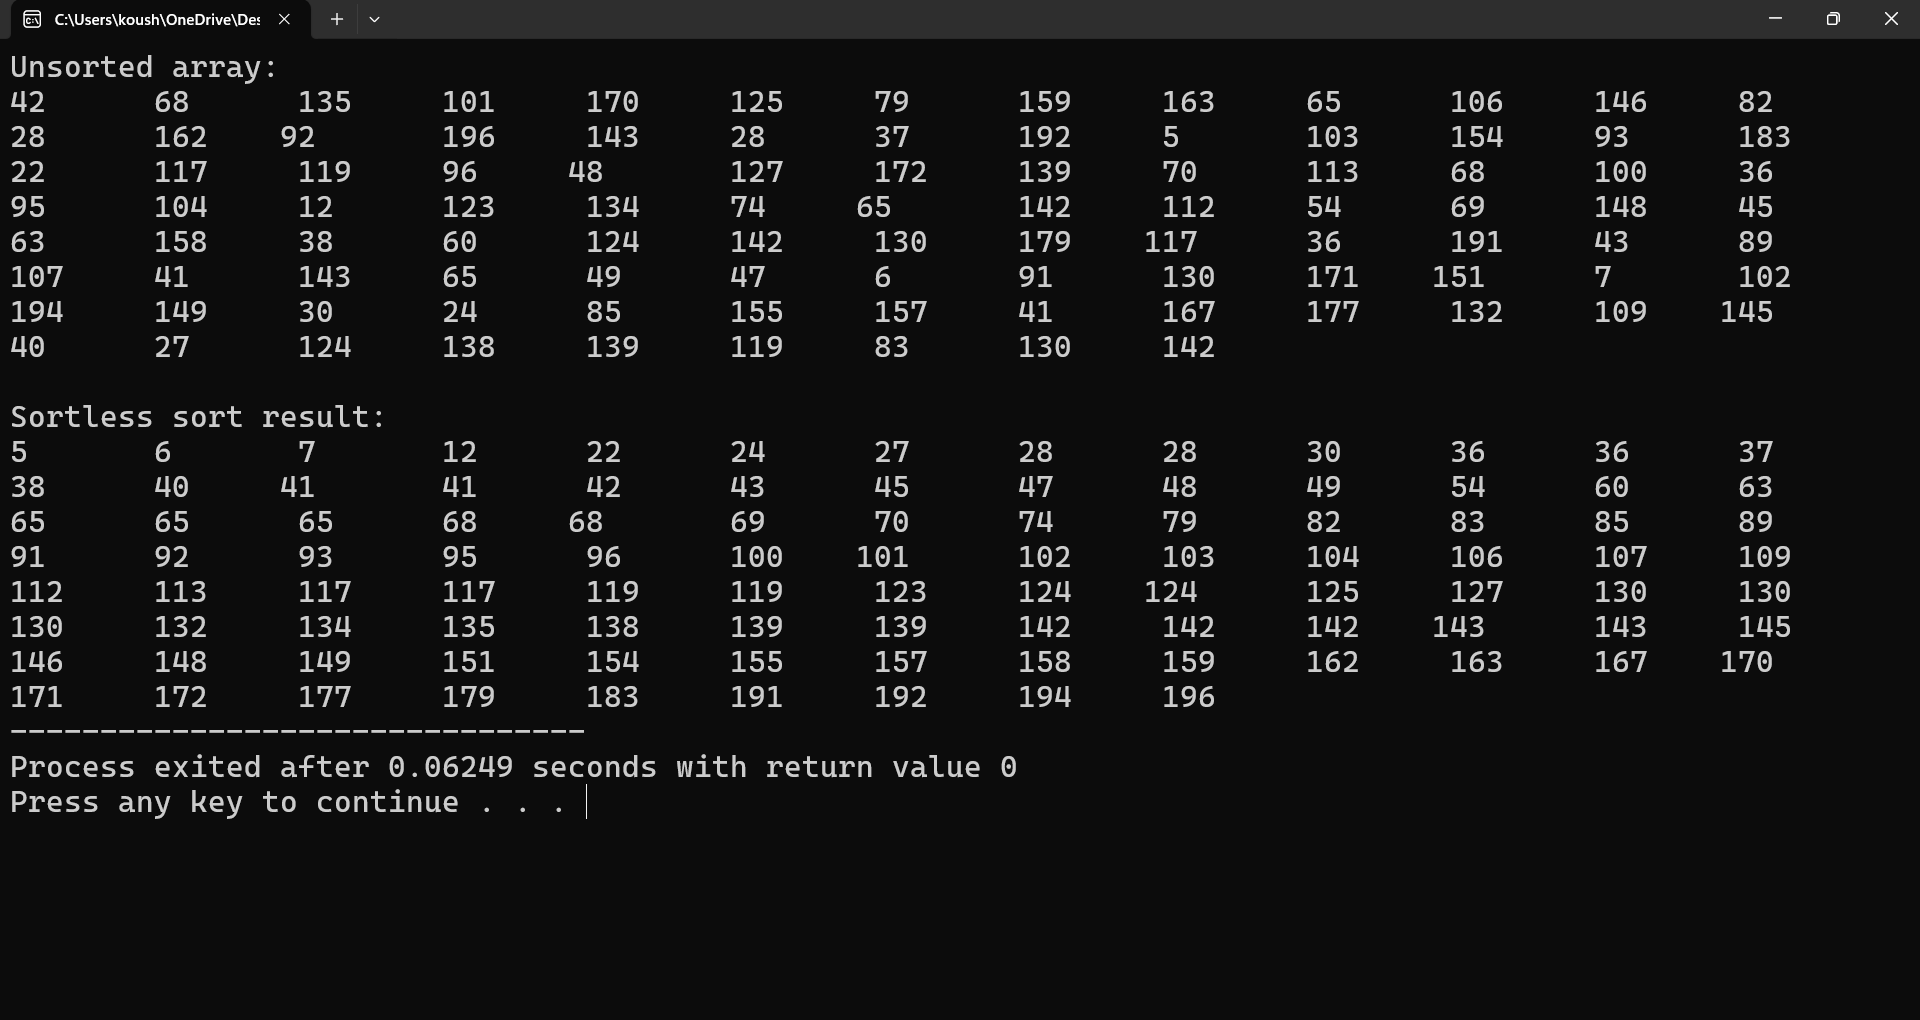 C:\Users\koush\OneDrive\Des
Unsorted array:
42 68 135 101 170 125 79 159 163 65 106 146 82
28 162 92 196 143 28 37 192 5 103 154 93 183
22 117 119 96 48 127 172 139 70 113 68 100 36
95 104 12 123 134 74 65 142 112 54 69 148 45
63 158 38 60 124 142 130 179 117 36 191 43 89
107 41 143 65 49 47 6 91 130 171 151 7 102
194 149 30 24 85 155 157 41 167 177 132 109 145
40 27 124 138 139 119 83 130 142
Sortless sort result:
5 6 7 12 22 24 27 28 28 30 36 36 37
38 40 41 41 42 43 45 47 48 49 54 60 63
65 65 65 68 68 69 70 74 79 82 83 85 89
91 92 93 95 96 100 101 102 103 104 106 107 109
112 113 117 117 119 119 123 124 124 125 127 130 130
130 132 134 135 138 139 139 142 142 142 143 143 145
146 148 149 151 154 155 157 158 159 162 163 167 170
171 172 177 179 183 191 192 194 196
--------------------------------
Process exited after 0.06249 seconds with return value 0
Press any key to continue . . .